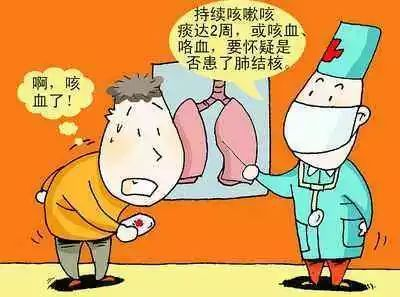 持续咳嗽咳
痰达2周，或咳血、
咯血，要怀疑是
否患了肺结核。
啊，咳
血了！